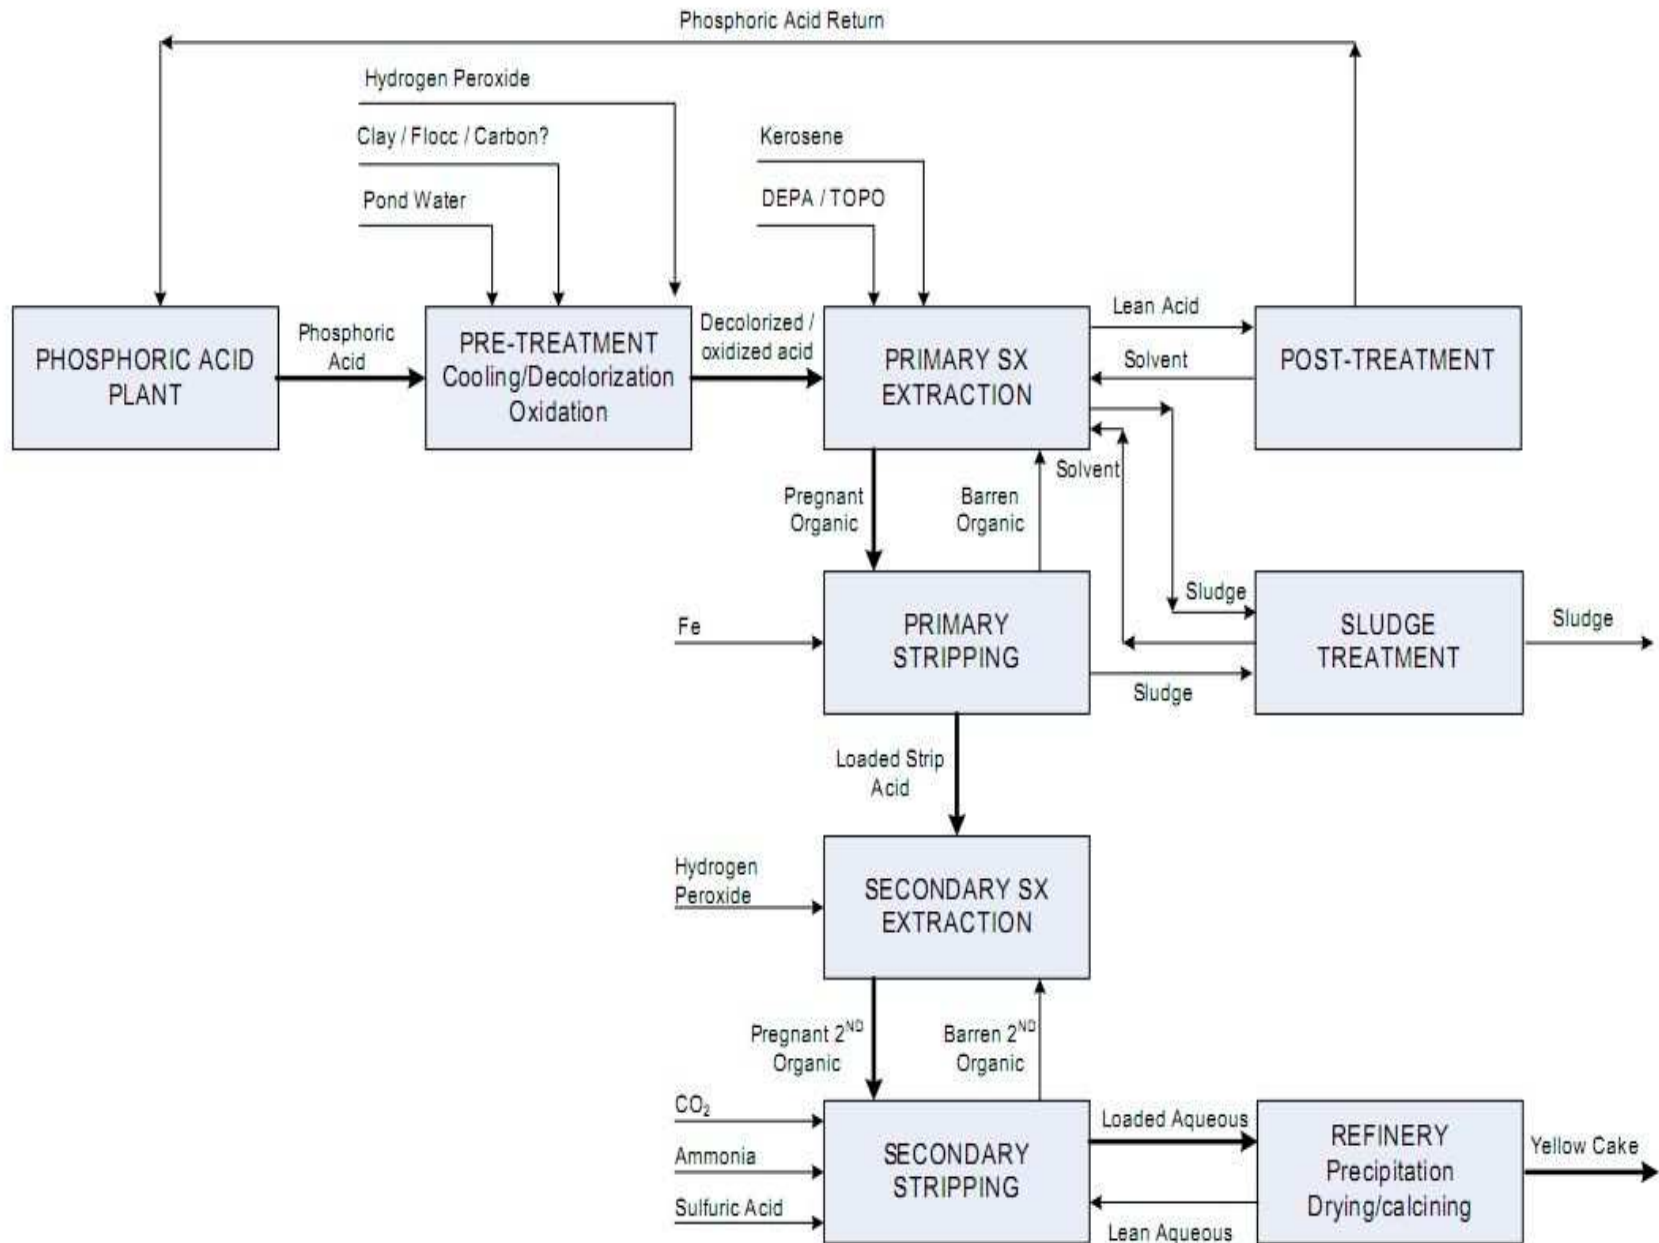 Phosphoric Acid Return
Hydrogen Peroxide
Clay / Flocc / Carbon?
Pond Water
Kerosene
DEPA / TOPO
PHOSPHORIC ACID
PLANT
Phosphoric
Acid
PRE-TREATMENT
Cooling/Decolorization
Oxidation
Decolorized /
oxidized acid
PRIMARY SX
EXTRACTION
Lean Acid
Solvent
POST-TREATMENT
Pregnant
Organic
Barren
Organic
Solvent
Fe
PRIMARY
STRIPPING
Sludge
Sludge
SLUDGE
TREATMENT
Sludge
Loaded Strip
Acid
Hydrogen
Peroxide
SECONDARY SX
EXTRACTION
Pregnant 2ND
Organic
Barren 2ND
Organic
CO₂
Ammonia
Sulfuric Acid
SECONDARY
STRIPPING
Loaded Aqueous
Lean Aqueous
REFINERY
Precipitation
Drying/calcining
Yellow Cake